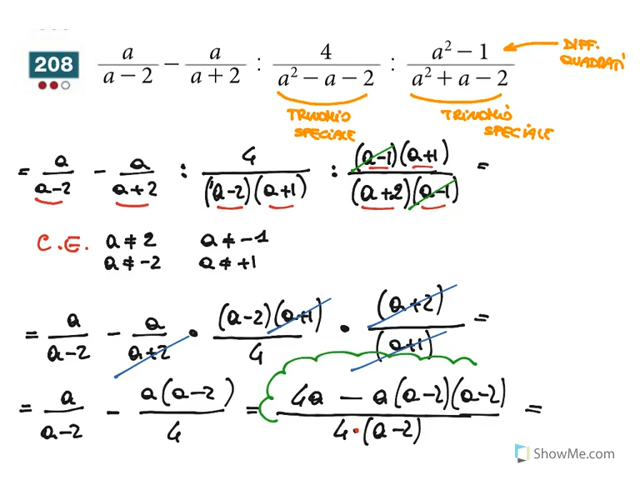 208 a/(a − 2) − a/(a + 2) : 4/(a² − a − 2) : (a² − 1)/(a² + a − 2) DIFF. QUADRATI
TRINOMIO SPECIALE TRINOMIO SPECIALE
= a/(a-2) - a/(a+2) : 4/((a-2)(a+1)) : (a-1)(a+1)/((a+2)(a-1)) =
C.E. a ≠ 2 a ≠ -1
a ≠ -2 a ≠ +1
= a/(a-2) - a/(a+2) • (a-2)(a+1)/4 • (a+2)/(a+1) =
= a/(a-2) - a(a-2)/4 = (4a - a(a-2)(a-2))/(4•(a-2)) =
ShowMe.com